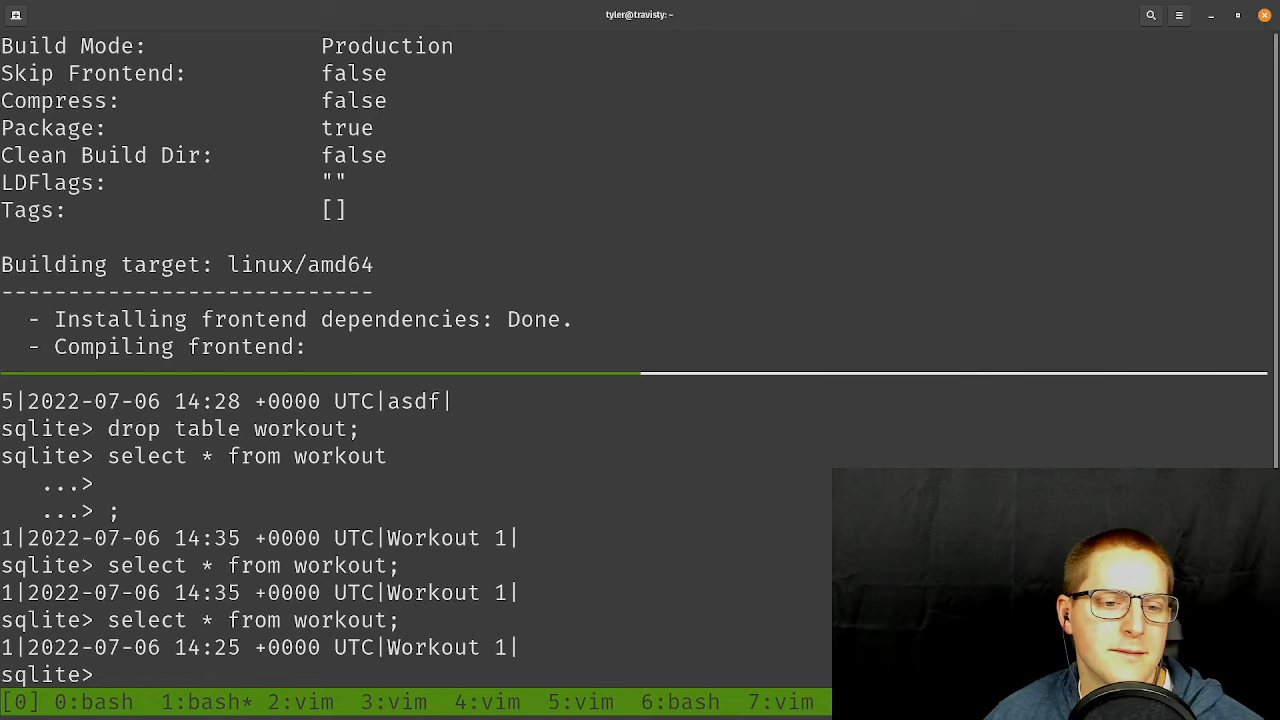 tyler@travisty: ~
Build Mode: Production
Skip Frontend: false
Compress: false
Package: true
Clean Build Dir: false
LDFlags: ""
Tags: []
Building target: linux/amd64
----------------------------
- Installing frontend dependencies: Done.
- Compiling frontend:
5|2022-07-06 14:28 +0000 UTC|asdf|
sqlite> drop table workout;
sqlite> select * from workout
...>
...> ;
1|2022-07-06 14:35 +0000 UTC|Workout 1|
sqlite> select * from workout;
1|2022-07-06 14:35 +0000 UTC|Workout 1|
sqlite> select * from workout;
1|2022-07-06 14:25 +0000 UTC|Workout 1|
sqlite>
[0] 0:bash 1:bash* 2:vim 3:vim 4:vim 5:vim 6:bash 7:vim